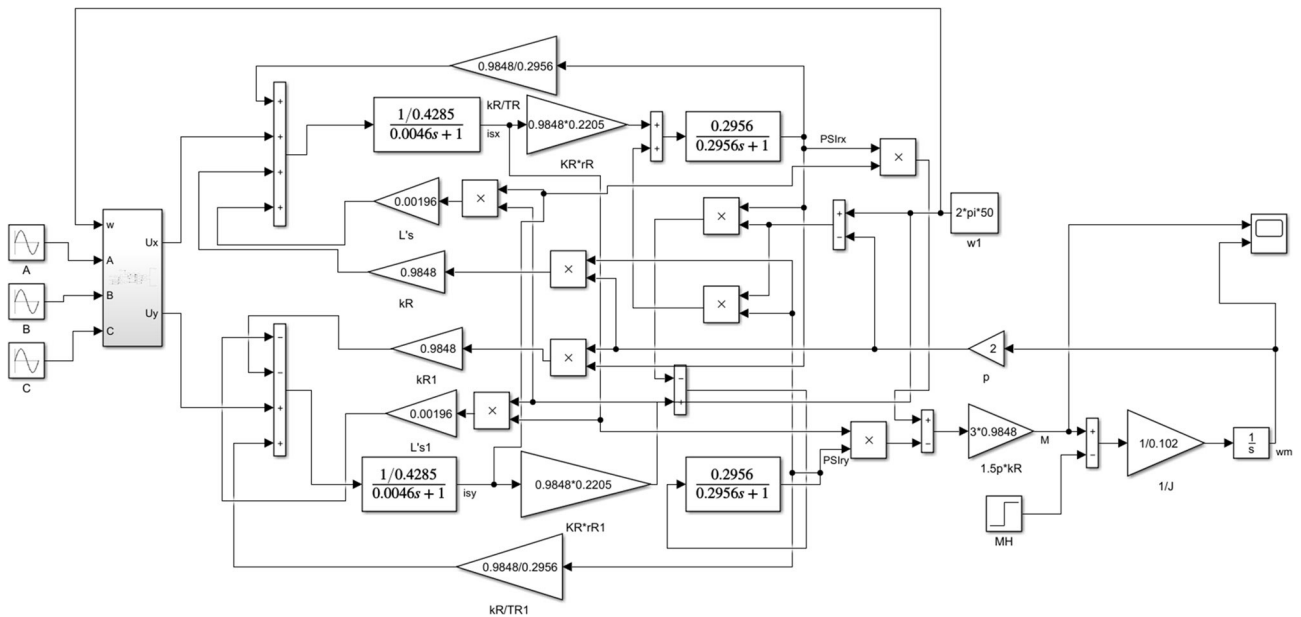 0.9848/0.2956
kR/TR
+
+
+
+
1/0.4285
0.0046s + 1
isx
0.9848*0.2205
KR*rR
+
+
0.2956
0.2956s + 1
PSIrx
×
0.00196
L's
×
×
+
−
2*pi*50
w1
w
A
B
C
Ux
Uy
A
B
C
0.9848
kR
×
×
−
−
+
+
0.9848
kR1
×
2
p
−
+
0.00196
L's1
×
1/0.4285
0.0046s + 1
isy
0.9848*0.2205
KR*rR1
0.2956
0.2956s + 1
PSIry
×
+
−
3*0.9848
1.5p*kR
M
+
−
1/0.102
1/J
1
s
wm
MH
0.9848/0.2956
kR/TR1